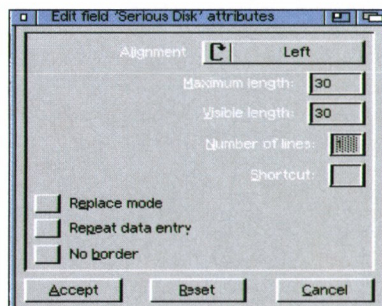 Edit field 'Serious Disk' attributes
Alignment Left
Maximum length: 30
Visible length: 30
Number of lines:
Shortcut:
Replace mode
Repeat data entry
No border
Accept Reset Cancel